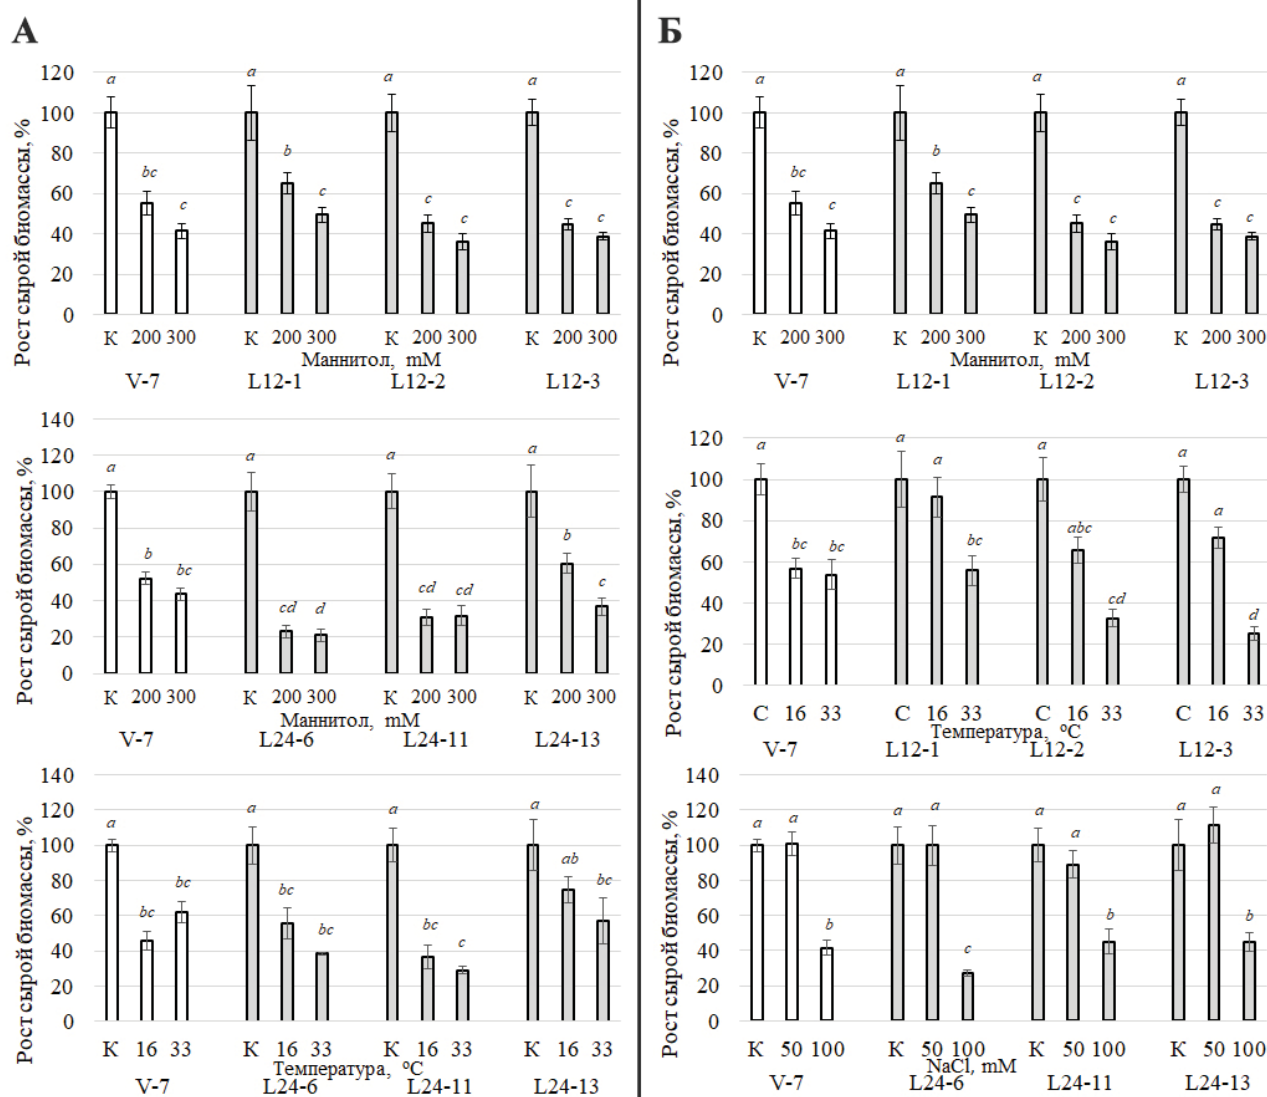 А
120
100
80
60
40
20
0
Рост сырой биомассы, %
a bc c a b c a c c a c c
К 200 300 К 200 300 К 200 300 К 200 300
Маннитол, mM
V-7 L12-1 L12-2 L12-3
140
120
100
80
60
40
20
0
Рост сырой биомассы, %
a b bc a cd d a cd cd a b c
К 200 300 К 200 300 К 200 300 К 200 300
Маннитол, mM
V-7 L24-6 L24-11 L24-13
140
120
100
80
60
40
20
0
Рост сырой биомассы, %
a bc bc a bc bc a bc c a ab bc
К 16 33 К 16 33 К 16 33 К 16 33
Температура, ºC
V-7 L24-6 L24-11 L24-13
Б
120
100
80
60
40
20
0
Рост сырой биомассы, %
a bc c a b c a c c a c c
К 200 300 К 200 300 К 200 300 К 200 300
Маннитол, mM
V-7 L12-1 L12-2 L12-3
120
100
80
60
40
20
0
Рост сырой биомассы, %
a bc bc a a bc a abc cd a a d
С 16 33 С 16 33 С 16 33 С 16 33
Температура, ºC
V-7 L12-1 L12-2 L12-3
140
120
100
80
60
40
20
0
Рост сырой биомассы, %
a a b a a c a a b a a b
К 50 100 К 50 100 К 50 100 К 50 100
NaCl, mM
V-7 L24-6 L24-11 L24-13